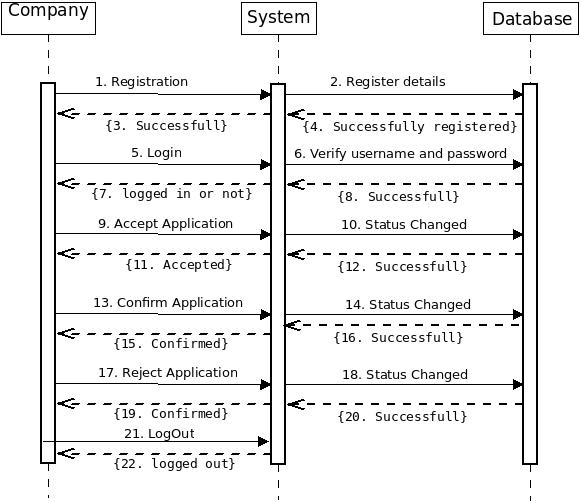 Company
System
Database
1. Registration
2. Register details
{3. Successfull}
{4. Successfully registered}
5. Login
6. Verify username and password
{7. logged in or not}
{8. Successfull}
9. Accept Application
10. Status Changed
{11. Accepted}
{12. Successfull}
13. Confirm Application
14. Status Changed
{15. Confirmed}
{16. Successfull}
17. Reject Application
18. Status Changed
{19. Confirmed}
{20. Successfull}
21. LogOut
{22. logged out}